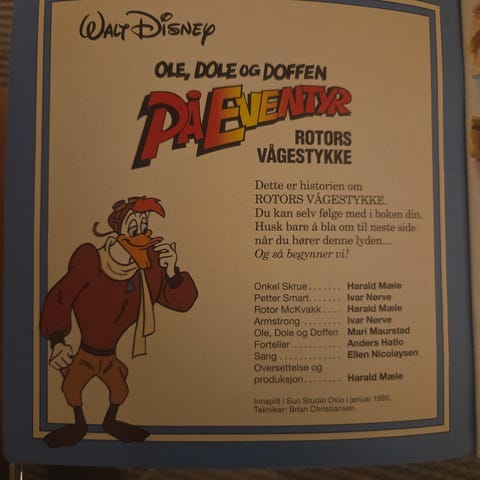 Walt Disney
OLE, DOLE OG DOFFEN
PÅ EVENTYR
ROTORS
VÅGESTYKKE
Dette er historien om
ROTORS VÅGESTYKKE.
Du kan selv følge med i boken din.
Husk bare å bla om til neste side
når du hører denne lyden...
Og så begynner vi!
Onkel Skrue....... Harald Mæle
Petter Smart...... Ivar Nørve
Rotor McKvakk.... Harald Mæle
Armstrong ........ Ivar Nørve
Ole, Dole og Doffen Mari Maurstad
Forteller .......... Anders Hatlo
Sang ............. Ellen Nicolaysen
Oversettelse og
produksjon....... Harald Mæle
Innspilt i Sun Studio Oslo i januar 1990.
Tekniker: Brian Christiansen.